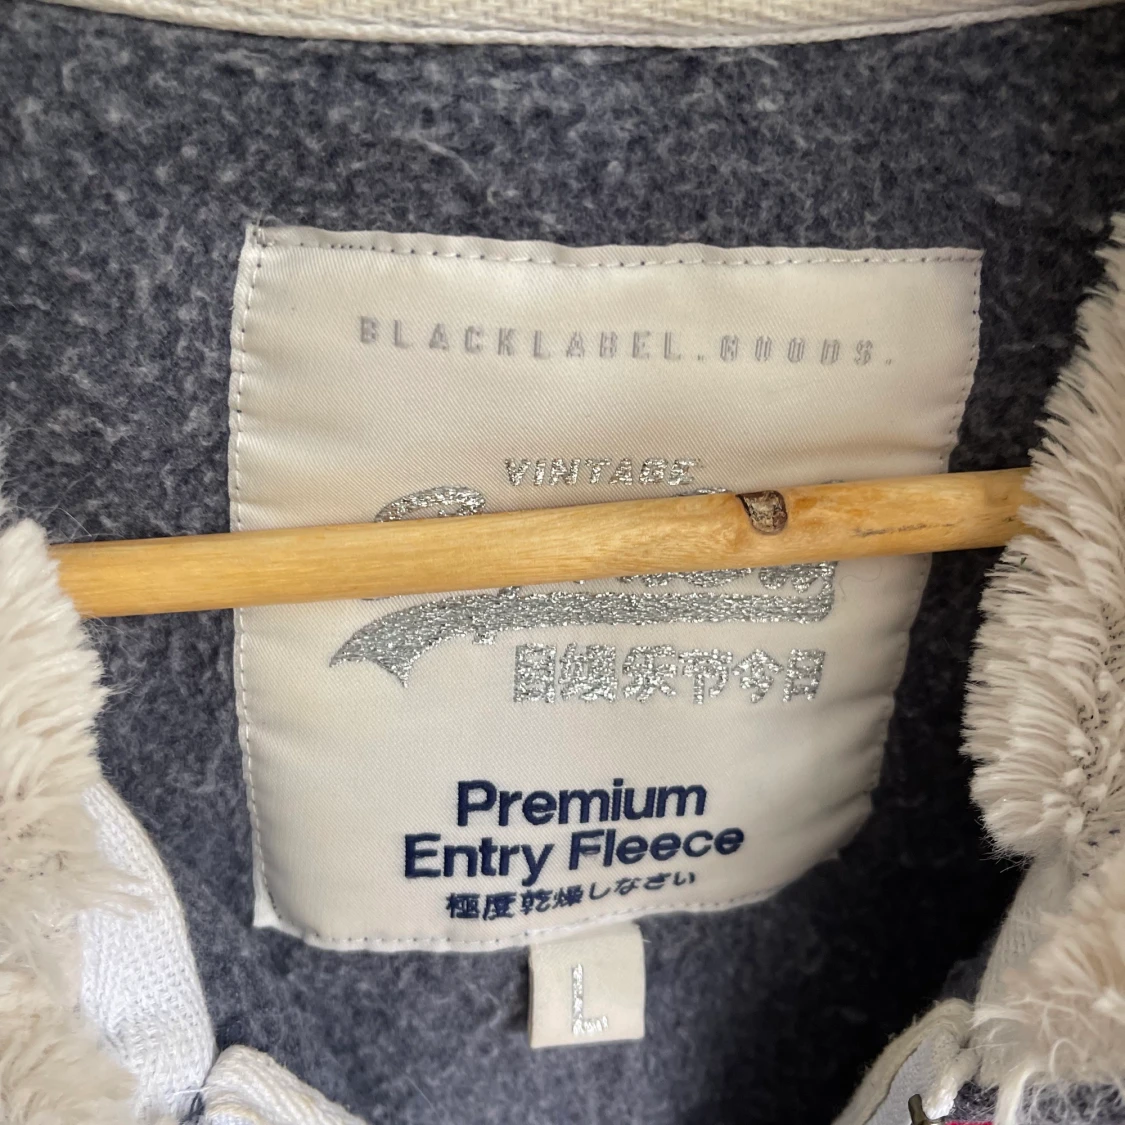 BLACKLABEL.GOODS.
VINTAGE
Premium
Entry Fleece
極度乾燥しなさい
L